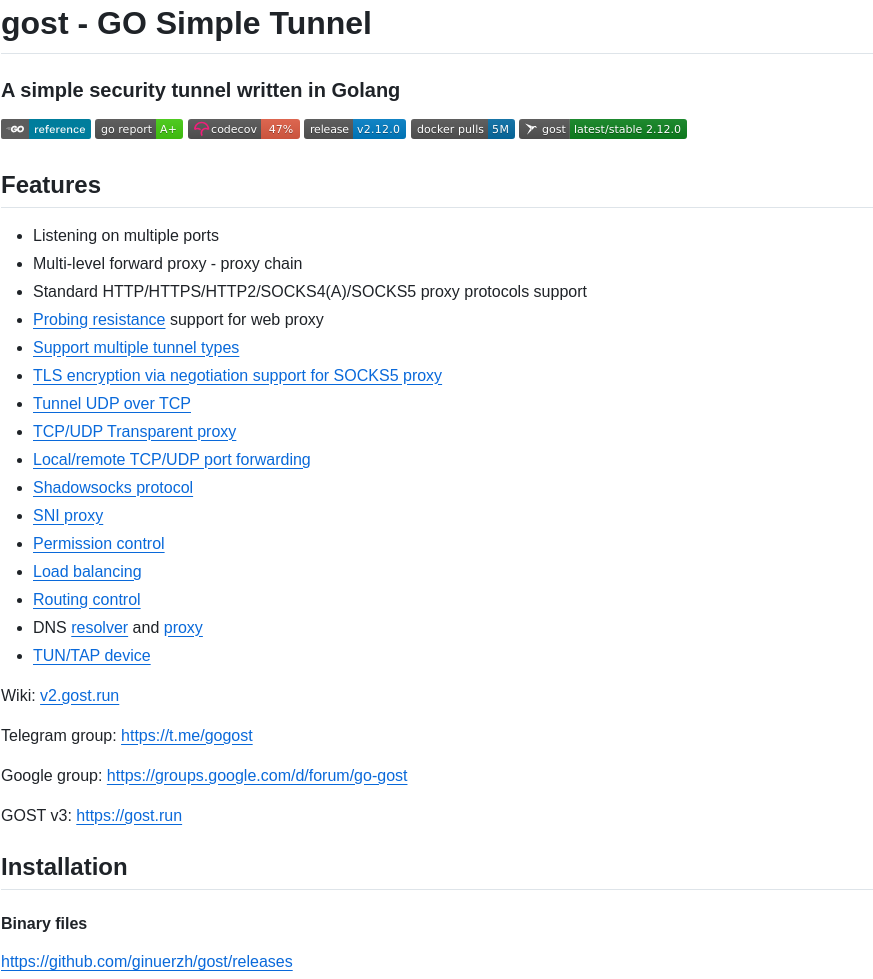 gost - GO Simple Tunnel
A simple security tunnel written in Golang
GO reference go report A+ codecov 47% release v2.12.0 docker pulls 5M gost latest/stable 2.12.0
Features
Listening on multiple ports
Multi-level forward proxy - proxy chain
Standard HTTP/HTTPS/HTTP2/SOCKS4(A)/SOCKS5 proxy protocols support
Probing resistance support for web proxy
Support multiple tunnel types
TLS encryption via negotiation support for SOCKS5 proxy
Tunnel UDP over TCP
TCP/UDP Transparent proxy
Local/remote TCP/UDP port forwarding
Shadowsocks protocol
SNI proxy
Permission control
Load balancing
Routing control
DNS resolver and proxy
TUN/TAP device
Wiki: v2.gost.run
Telegram group: https://t.me/gogost
Google group: https://groups.google.com/d/forum/go-gost
GOST v3: https://gost.run
Installation
Binary files
https://github.com/ginuerzh/gost/releases